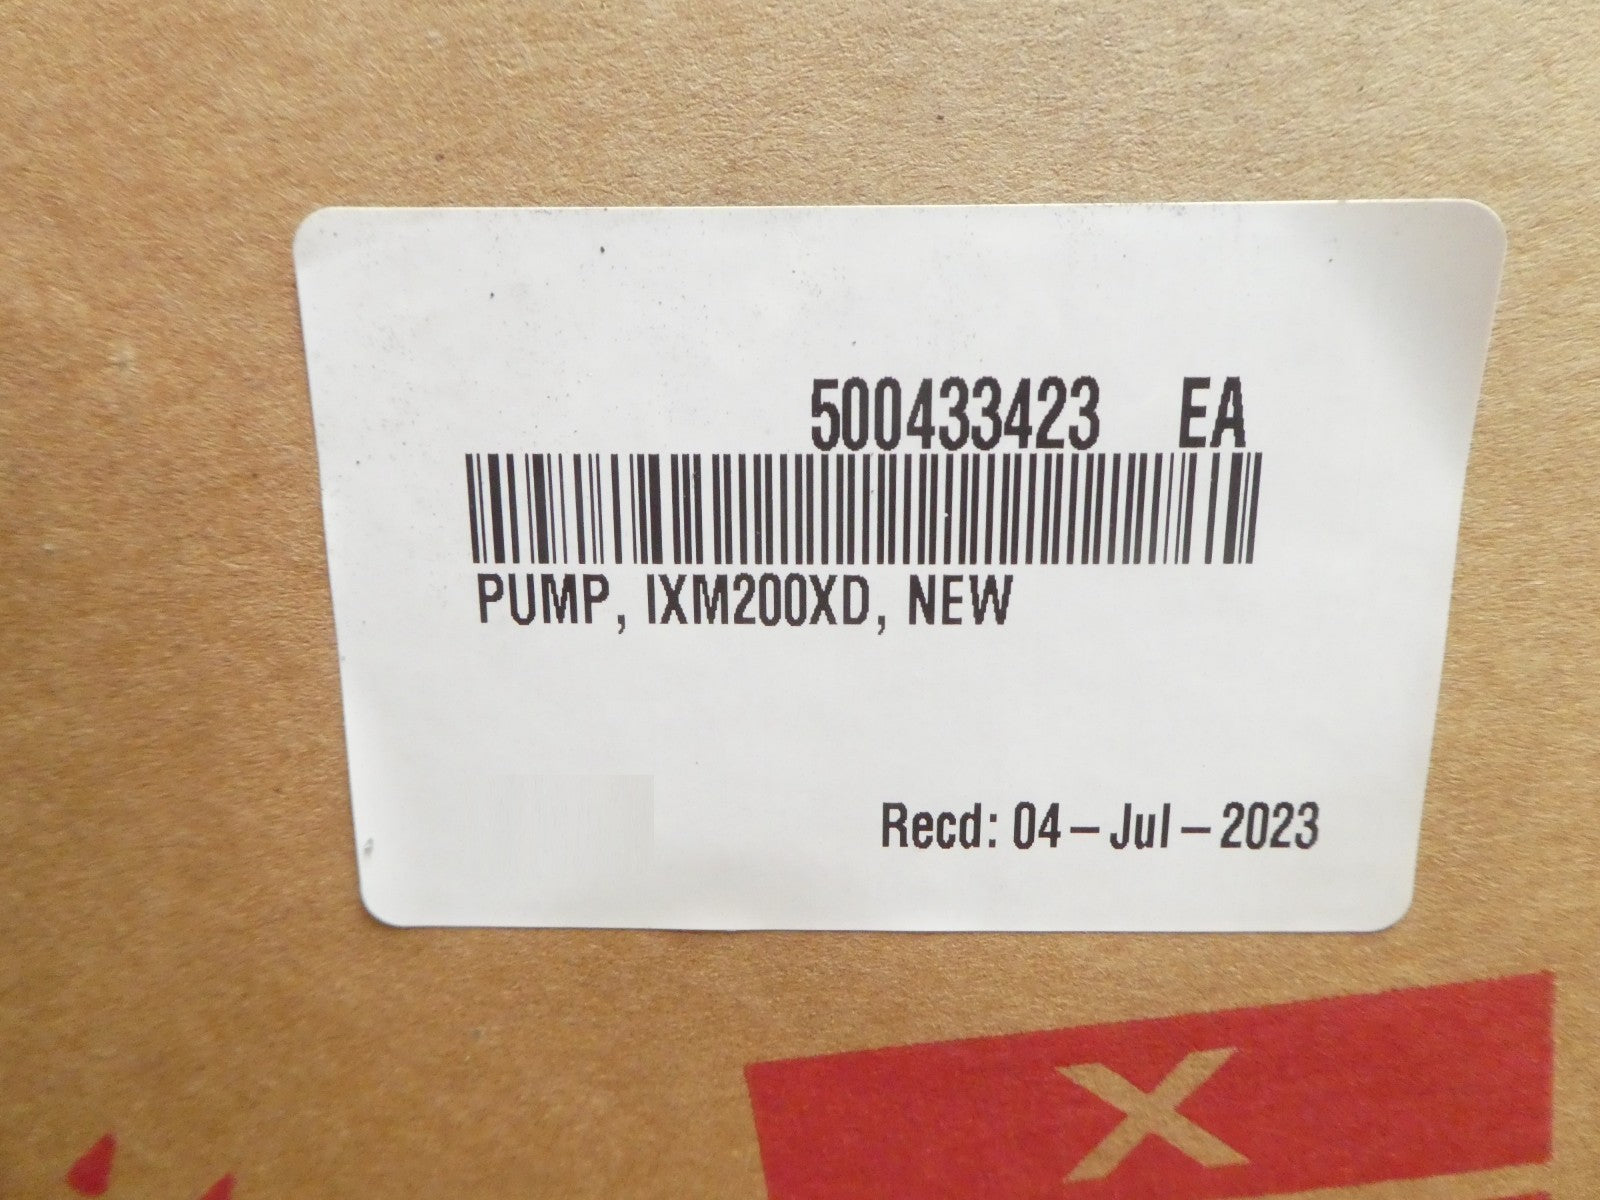 500433423 EA
PUMP, IXM200XD, NEW
Recd: 04-Jul-2023
X